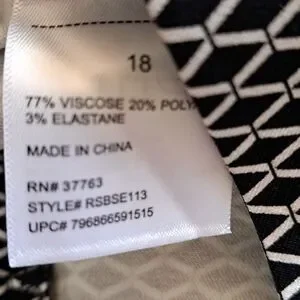 18
77% VISCOSE 20% POLY
3% ELASTANE
MADE IN CHINA
RN# 37763
STYLE# RSBSE113
UPC# 796866591515